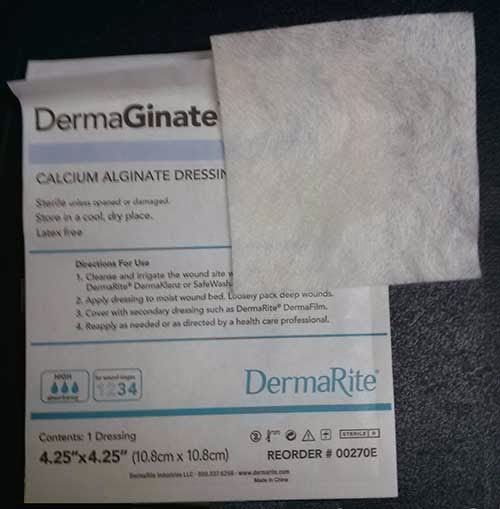 DermaGinate
CALCIUM ALGINATE DRESSIN
Sterile unless opened or damaged.
Store in a cool, dry place.
Latex free
Directions For Use
1. Cleanse and irrigate the wound site w
DermaRite® DermaKlenz or SafeWash
2. Apply dressing to moist wound bed. Loosely pack deep wounds.
3. Cover with secondary dressing such as DermaRite® DermaFilm.
4. Reapply as needed or as directed by a health care professional.
HIGH
absorbency
for wound stages
1234
DermaRite®
Contents: 1 Dressing
STERILE R
4.25"x4.25" (10.8cm x 10.8cm)
REORDER # 00270E
DermaRite Industries LLC · 800.337.6296 · www.dermarite.com
Made in China